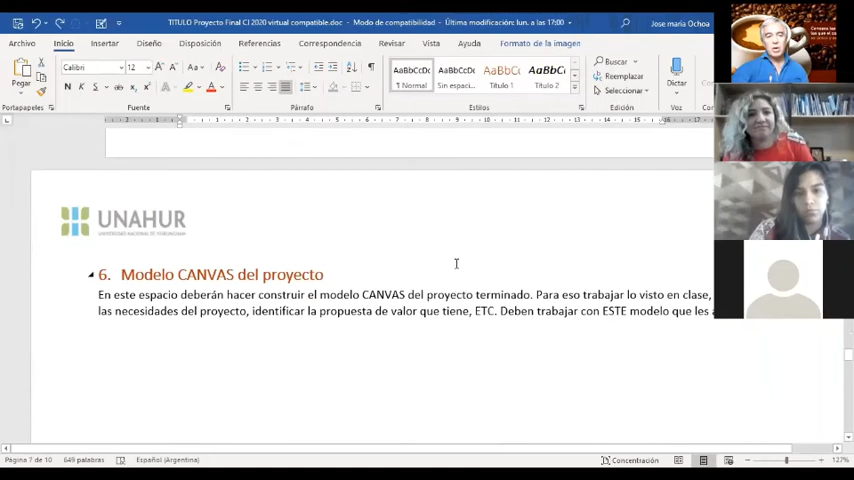 TITULO Proyecto Final CI 2020 virtual compatible.doc - Modo de compatibilidad - Última modificación: lun. a las 17:00
Jose maria Ochoa
Archivo Inicio Insertar Diseño Disposición Referencias Correspondencia Revisar Vista Ayuda Formato de la imagen
Pegar
Calibri 12
N K S
AaBbCcDc AaBbCcDc AaBbCc AaBbCc
¶ Normal Sin espaci... Título 1 Título 2
Buscar
Reemplazar
Seleccionar
Dictar
Portapapeles Fuente Párrafo Estilos Edición Voz
UNAHUR
6. Modelo CANVAS del proyecto
En este espacio deberán hacer construir el modelo CANVAS del proyecto terminado. Para eso trabajar lo visto en clase,
las necesidades del proyecto, identificar la propuesta de valor que tiene, ETC. Deben trabajar con ESTE modelo que les
Página 7 de 10 649 palabras Español (Argentina) Concentración 127%